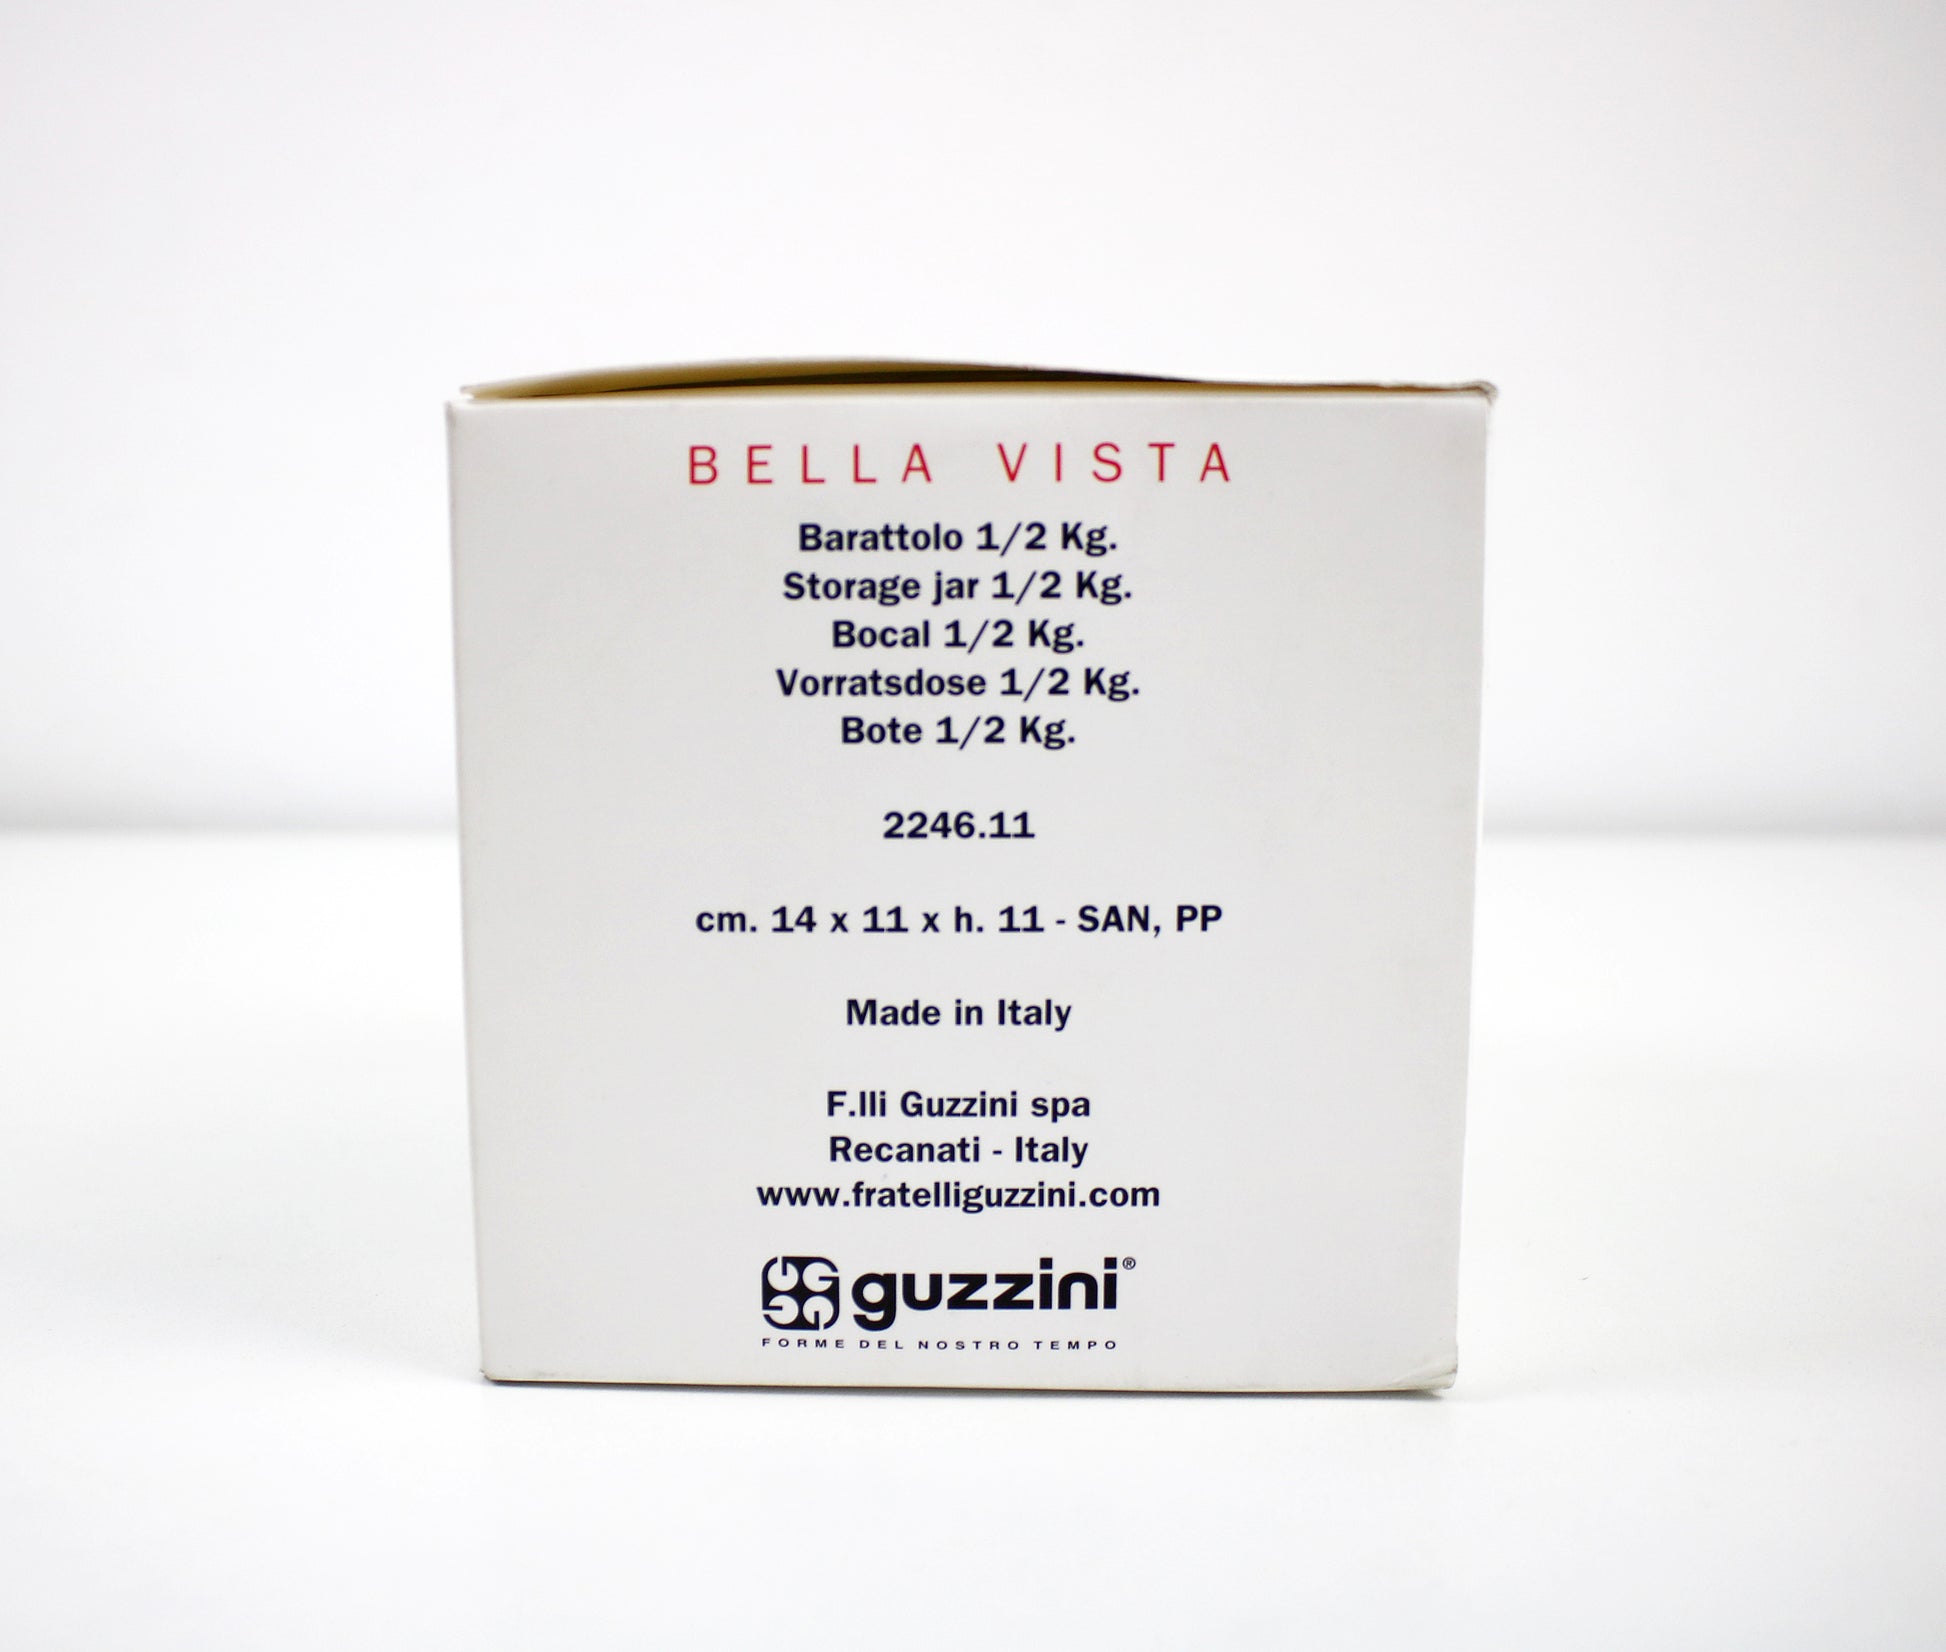 BELLA VISTA
Barattolo 1/2 Kg.
Storage jar 1/2 Kg.
Bocal 1/2 Kg.
Vorratsdose 1/2 Kg.
Bote 1/2 Kg.
2246.11
cm. 14 x 11 x h. 11 - SAN, PP
Made in Italy
F.lli Guzzini spa
Recanati - Italy
www.fratelliguzzini.com
guzzini®
FORME DEL NOSTRO TEMPO